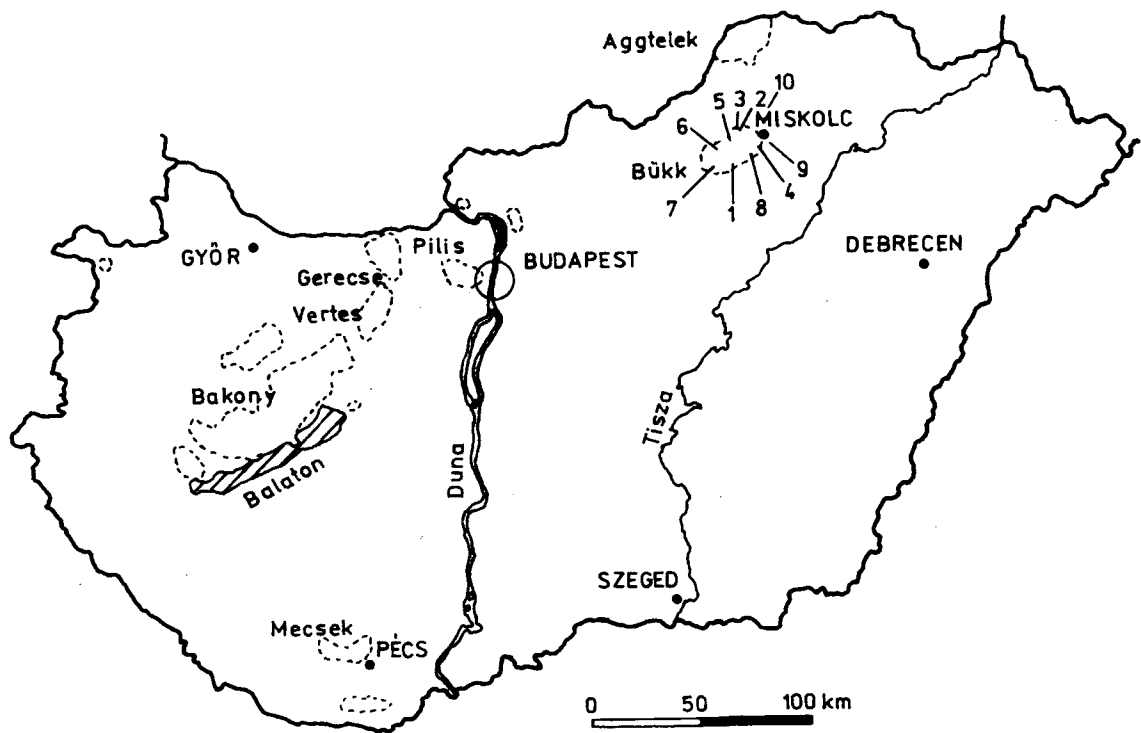 Aggtelek
10
5 3 2
MISKOLC
6
Bükk
9
7 1 8 4
GYŐR
Pilis
BUDAPEST
DEBRECEN
Gerecse
Vertes
Bakony
Balaton
Duna
Tisza
SZEGED
Mecsek
PÉCS
0 50 100 km